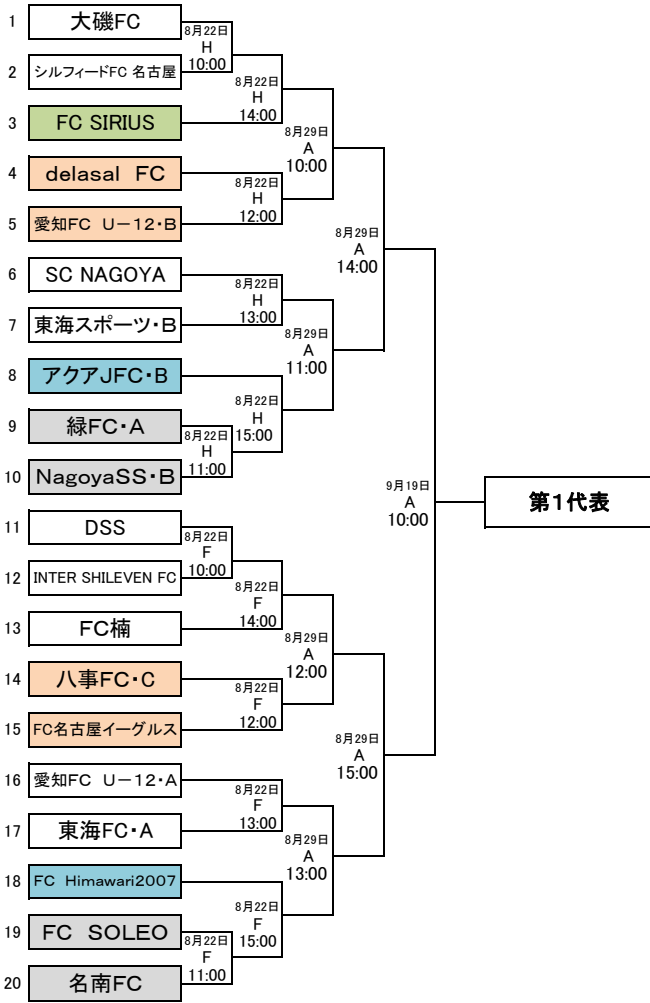 1 大磯FC
8月22日
H
10:00
2 シルフィードFC 名古屋
8月22日
H
14:00
3 FC SIRIUS
8月29日
A
10:00
4 delasal FC
8月22日
H
12:00
5 愛知FC U－12・B
8月29日
A
14:00
6 SC NAGOYA
8月22日
H
13:00
7 東海スポーツ・B
8月29日
A
11:00
8 アクアJFC・B
8月22日
H
15:00
9 緑FC・A
8月22日
H
11:00
10 NagoyaSS・B
9月19日
A
10:00
第1代表
11 DSS
8月22日
F
10:00
12 INTER SHILEVEN FC
8月22日
F
14:00
13 FC楠
8月29日
A
12:00
14 八事FC・C
8月22日
F
12:00
15 FC名古屋イーグルス
8月29日
A
15:00
16 愛知FC U－12・A
8月22日
F
13:00
17 東海FC・A
8月29日
A
13:00
18 FC Himawari2007
8月22日
F
15:00
19 FC SOLEO
8月22日
F
11:00
20 名南FC